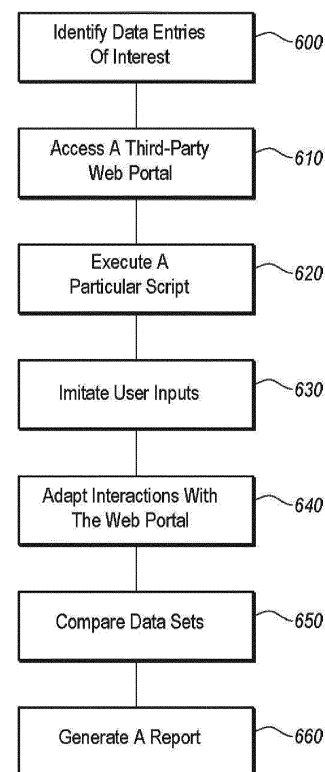 Identify Data Entries
Of Interest
600
Access A Third-Party
Web Portal
610
Execute A
Particular Script
620
Imitate User Inputs
630
Adapt Interactions With
The Web Portal
640
Compare Data Sets
650
Generate A Report
660